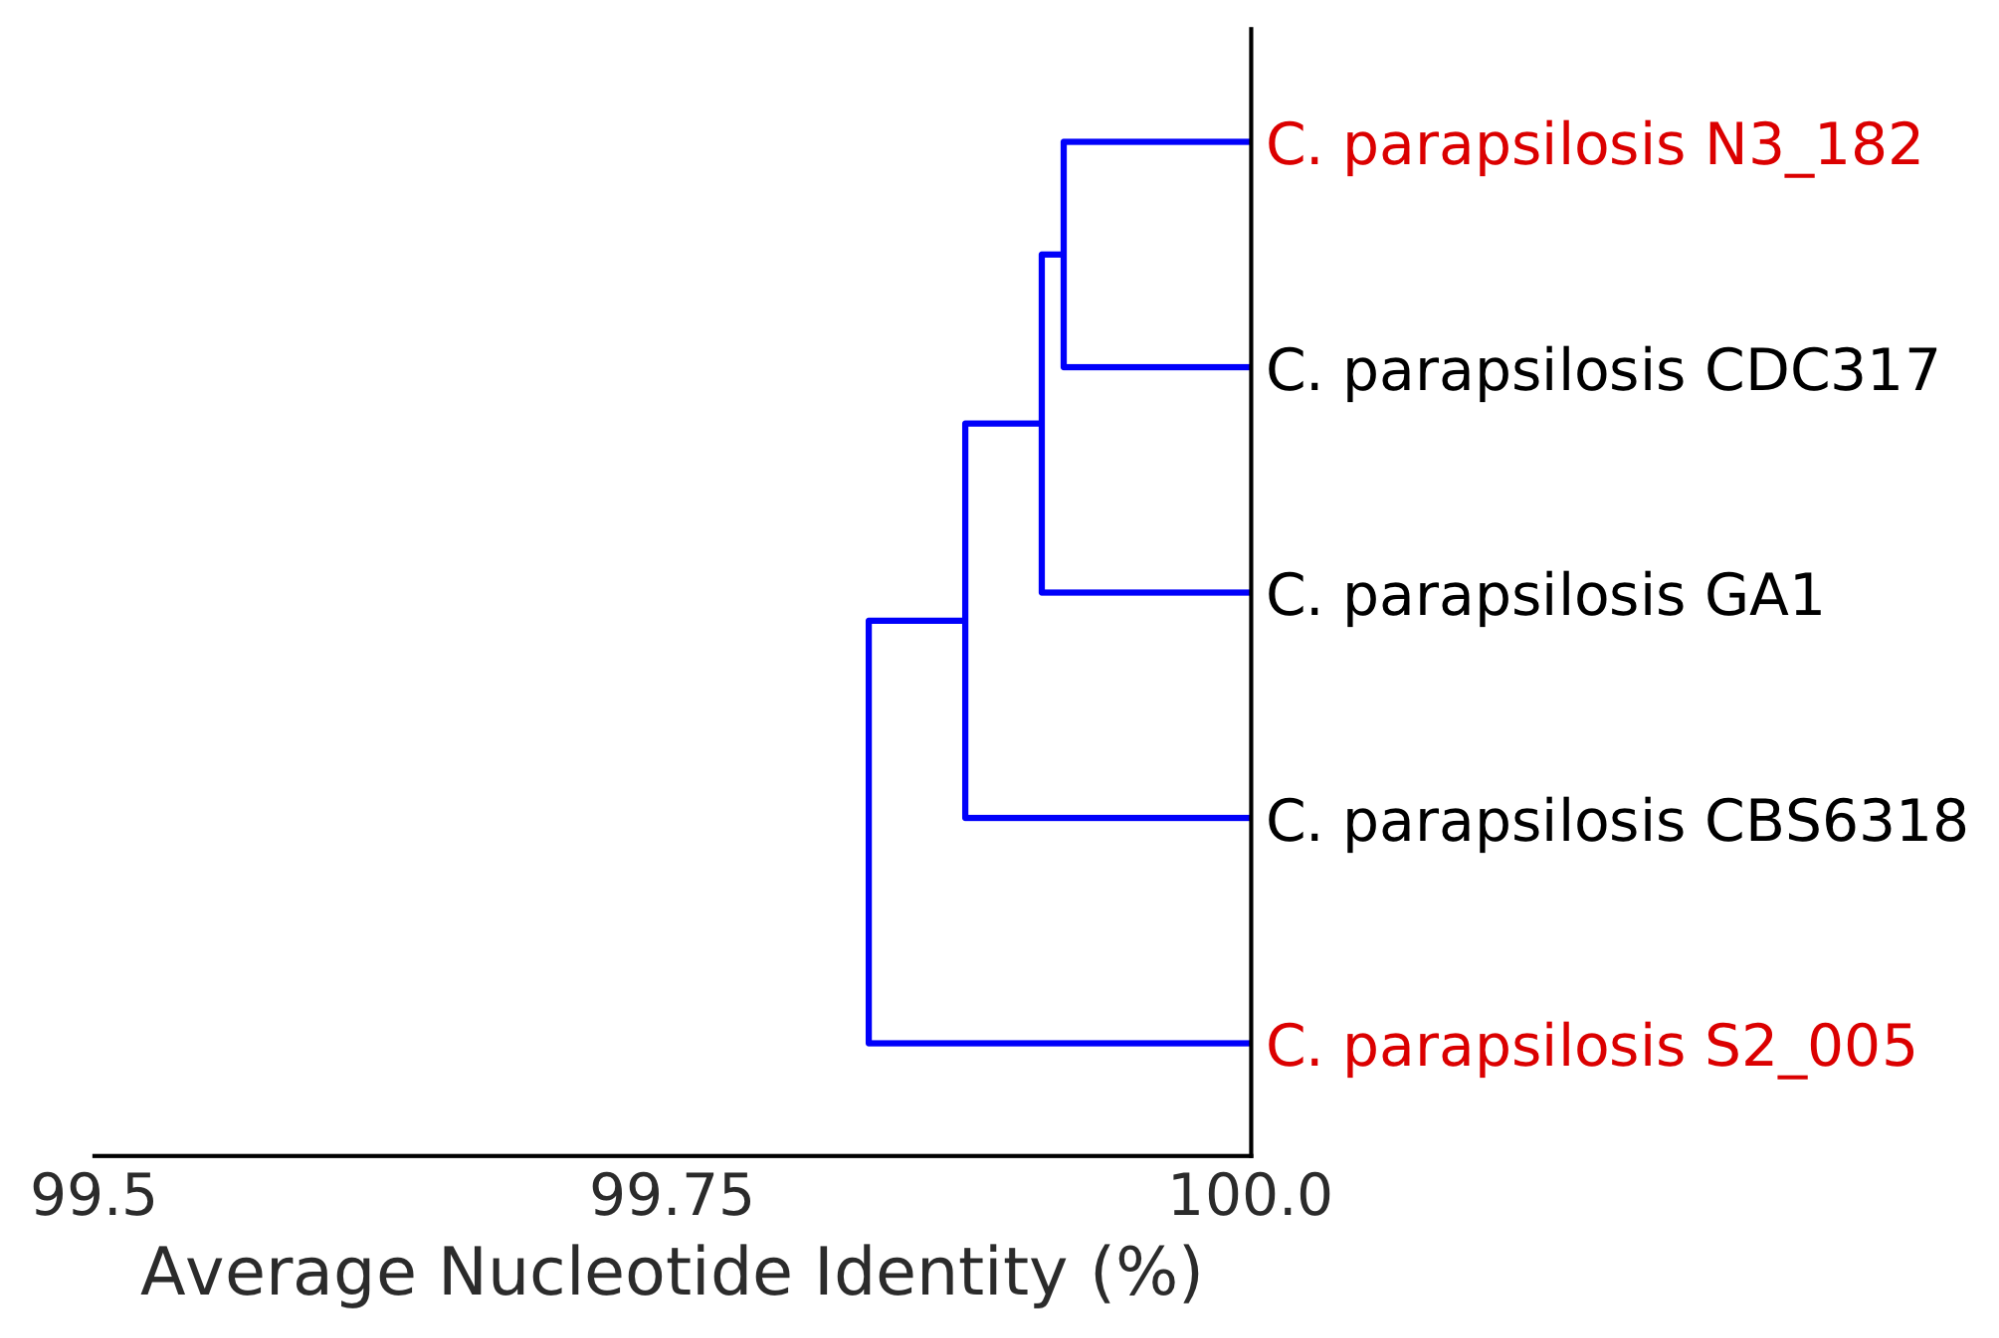 C. parapsilosis N3_182
C. parapsilosis CDC317
C. parapsilosis GA1
C. parapsilosis CBS6318
C. parapsilosis S2_005
99.5 99.75 100.0
Average Nucleotide Identity (%)